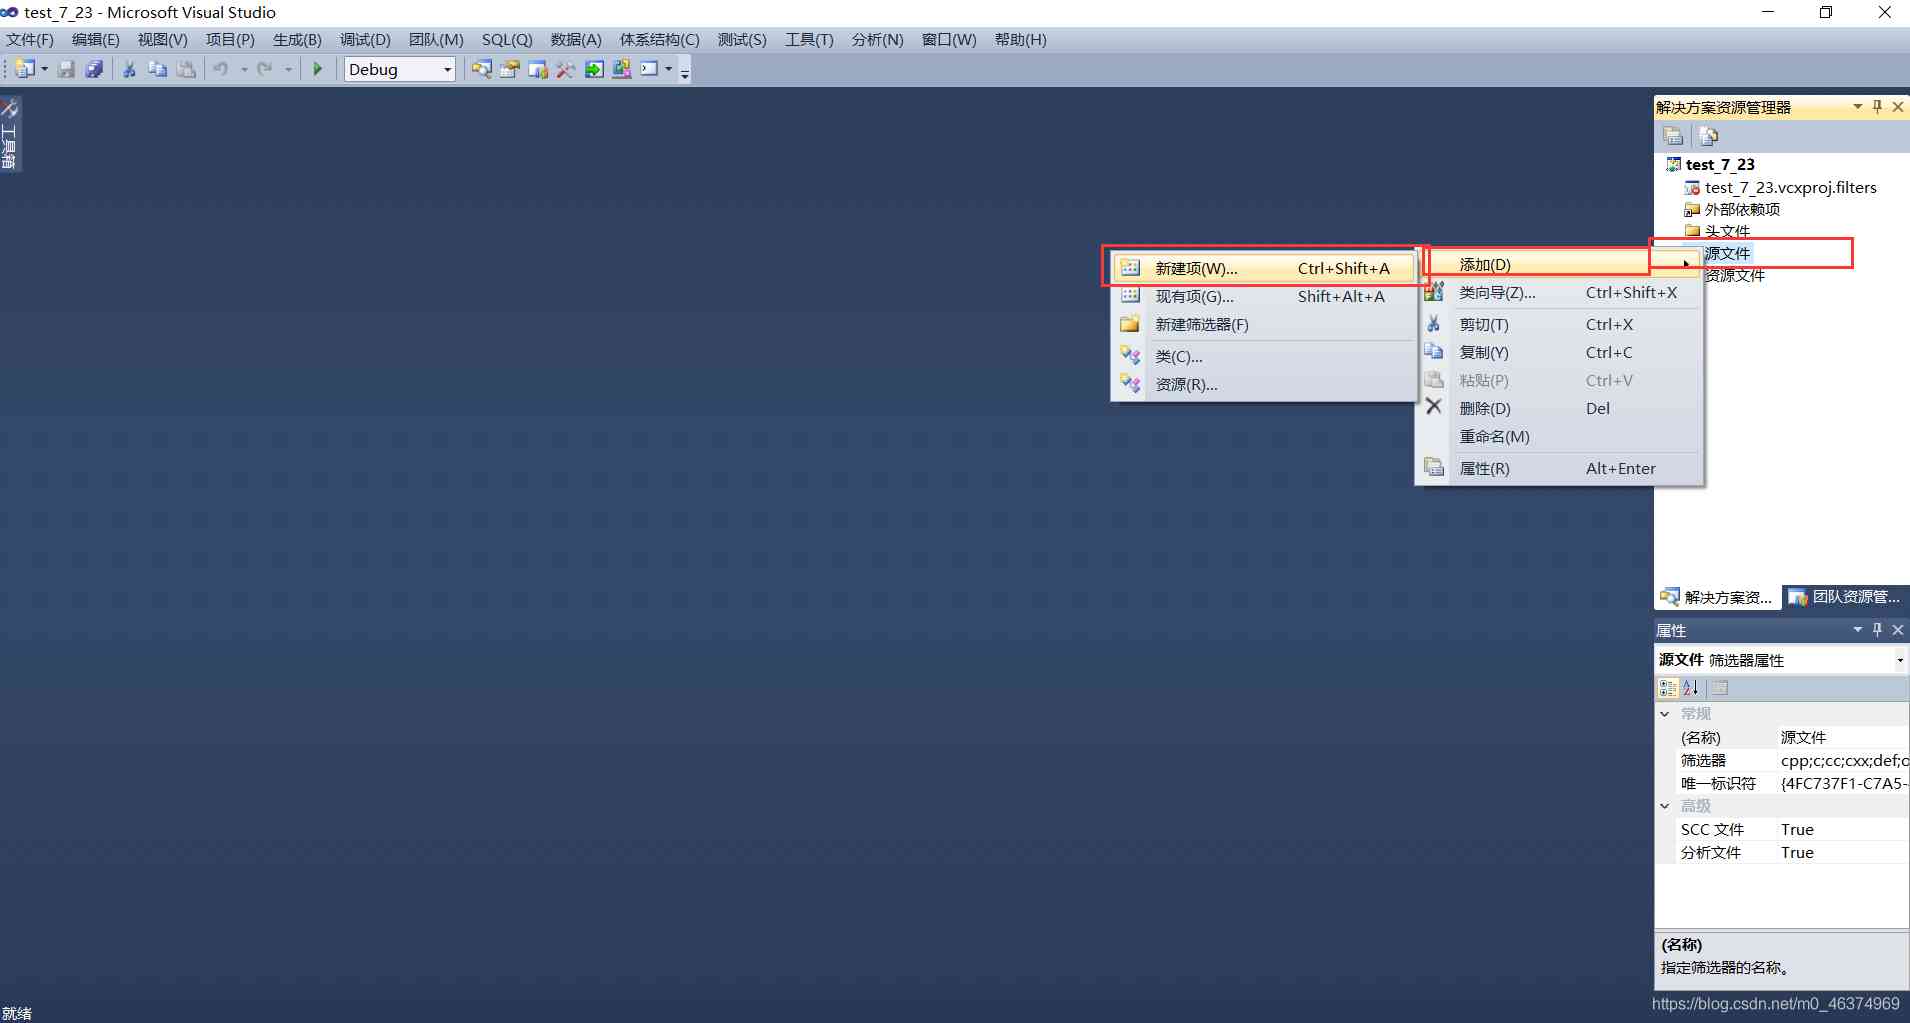 test_7_23 - Microsoft Visual Studio
文件(F) 编辑(E) 视图(V) 项目(P) 生成(B) 调试(D) 团队(M) SQL(Q) 数据(A) 体系结构(C) 测试(S) 工具(T) 分析(N) 窗口(W) 帮助(H)
Debug
工具箱
解决方案资源管理器
test_7_23
test_7_23.vcxproj.filters
外部依赖项
头文件
源文件
资源文件
添加(D)
类向导(Z)... Ctrl+Shift+X
剪切(T) Ctrl+X
复制(Y) Ctrl+C
粘贴(P) Ctrl+V
删除(D) Del
重命名(M)
属性(R) Alt+Enter
新建项(W)... Ctrl+Shift+A
现有项(G)... Shift+Alt+A
新建筛选器(F)
类(C)...
资源(R)...
解决方案资... 团队资源管...
属性
源文件 筛选器属性
常规
(名称) 源文件
筛选器 cpp;c;cc;cxx;def;o
唯一标识符 {4FC737F1-C7A5-
高级
SCC 文件 True
分析文件 True
(名称)
指定筛选器的名称。
https://blog.csdn.net/m0_46374969
就绪